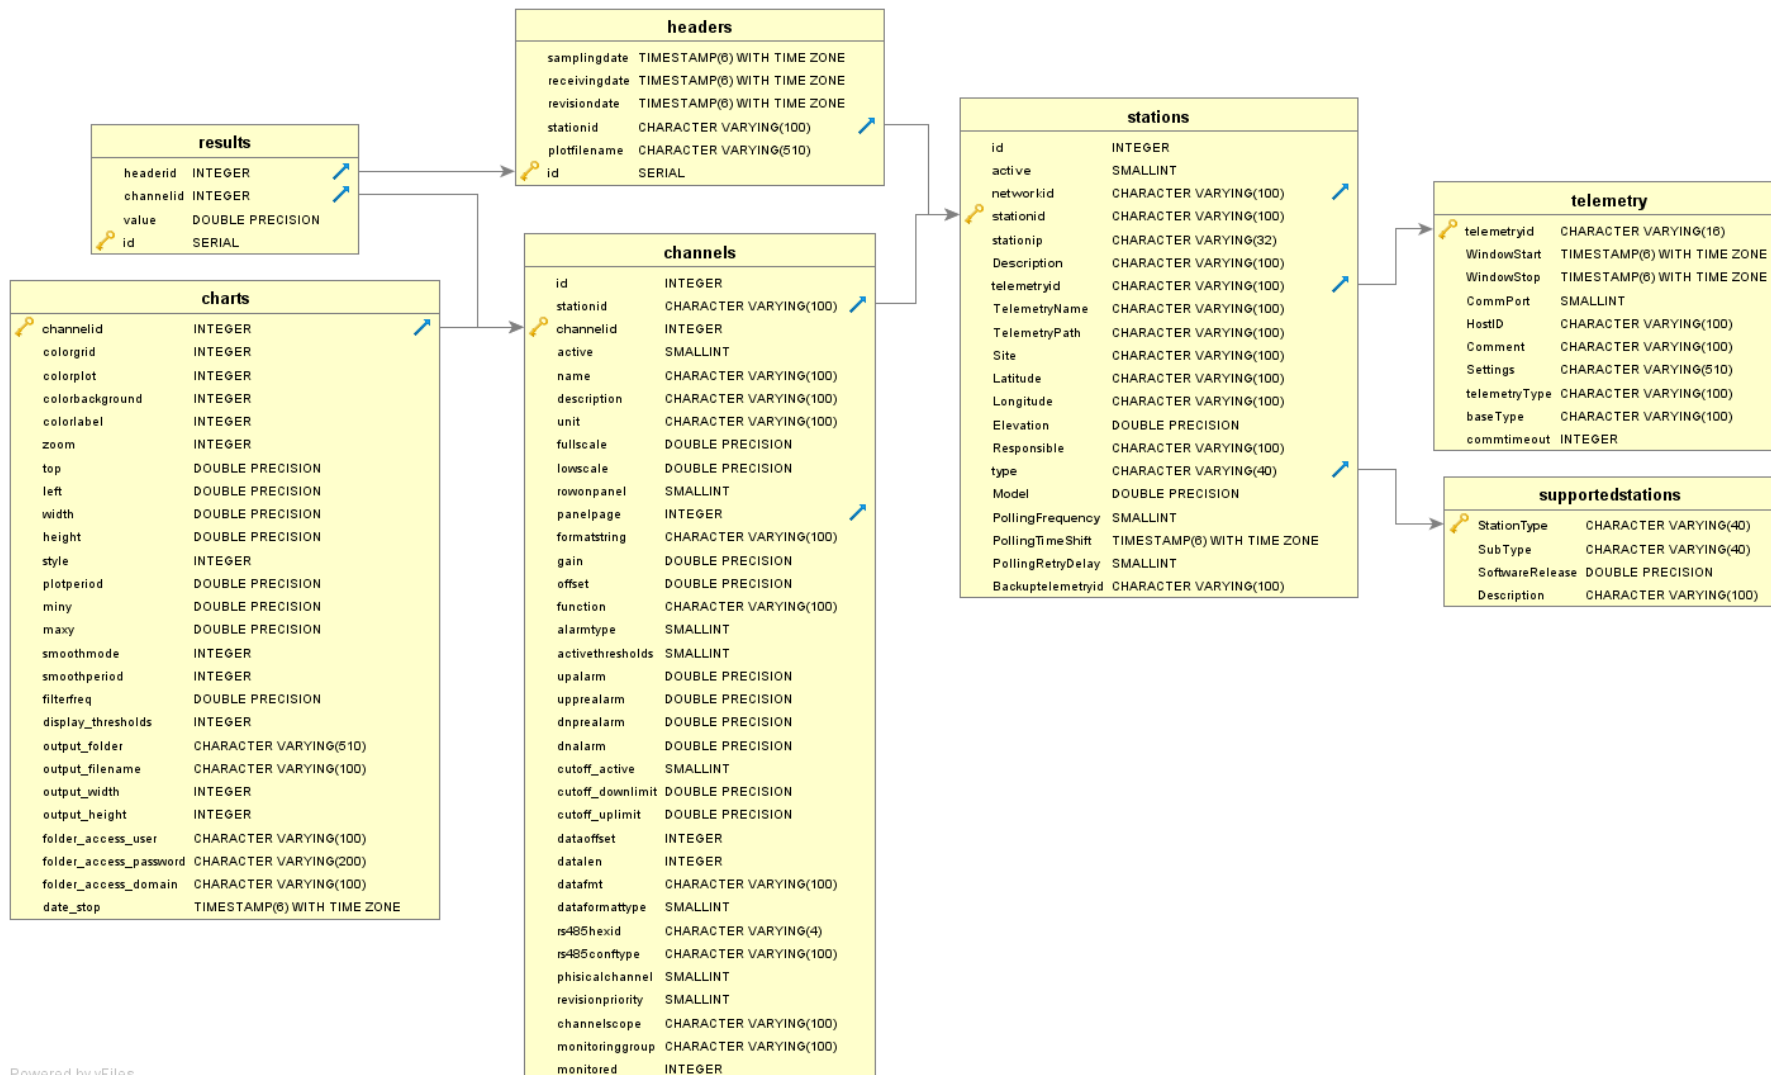 headers
samplingdate TIMESTAMP(6) WITH TIME ZONE
receivingdate TIMESTAMP(6) WITH TIME ZONE
revisiondate TIMESTAMP(6) WITH TIME ZONE
stationid CHARACTER VARYING(100)
plotfilename CHARACTER VARYING(510)
id SERIAL
results
headerid INTEGER
channelid INTEGER
value DOUBLE PRECISION
id SERIAL
charts
channelid INTEGER
colorgrid INTEGER
colorplot INTEGER
colorbackground INTEGER
colorlabel INTEGER
zoom INTEGER
top DOUBLE PRECISION
left DOUBLE PRECISION
width DOUBLE PRECISION
height DOUBLE PRECISION
style INTEGER
plotperiod DOUBLE PRECISION
miny DOUBLE PRECISION
maxy DOUBLE PRECISION
smoothmode INTEGER
smoothperiod INTEGER
filterfreq DOUBLE PRECISION
display_thresholds INTEGER
output_folder CHARACTER VARYING(510)
output_filename CHARACTER VARYING(100)
output_width INTEGER
output_height INTEGER
folder_access_user CHARACTER VARYING(100)
folder_access_password CHARACTER VARYING(200)
folder_access_domain CHARACTER VARYING(100)
date_stop TIMESTAMP(6) WITH TIME ZONE
channels
id INTEGER
stationid CHARACTER VARYING(100)
channelid INTEGER
active SMALLINT
name CHARACTER VARYING(100)
description CHARACTER VARYING(100)
unit CHARACTER VARYING(100)
fullscale DOUBLE PRECISION
lowscale DOUBLE PRECISION
rowonpanel SMALLINT
panelpage INTEGER
formatstring CHARACTER VARYING(100)
gain DOUBLE PRECISION
offset DOUBLE PRECISION
function CHARACTER VARYING(100)
alarmtype SMALLINT
activethresholds SMALLINT
upalarm DOUBLE PRECISION
upprealarm DOUBLE PRECISION
dnprealarm DOUBLE PRECISION
dnalarm DOUBLE PRECISION
cutoff_active SMALLINT
cutoff_downlimit DOUBLE PRECISION
cutoff_uplimit DOUBLE PRECISION
dataoffset INTEGER
datalen INTEGER
datafmt CHARACTER VARYING(100)
dataformattype SMALLINT
rs485hexid CHARACTER VARYING(4)
rs485conftype CHARACTER VARYING(100)
phisicalchannel SMALLINT
revisionpriority SMALLINT
channelscope CHARACTER VARYING(100)
monitoringgroup CHARACTER VARYING(100)
monitored INTEGER
stations
id INTEGER
active SMALLINT
networkid CHARACTER VARYING(100)
stationid CHARACTER VARYING(100)
stationip CHARACTER VARYING(32)
Description CHARACTER VARYING(100)
telemetryid CHARACTER VARYING(100)
TelemetryName CHARACTER VARYING(100)
TelemetryPath CHARACTER VARYING(100)
Site CHARACTER VARYING(100)
Latitude CHARACTER VARYING(100)
Longitude CHARACTER VARYING(100)
Elevation DOUBLE PRECISION
Responsible CHARACTER VARYING(100)
type CHARACTER VARYING(40)
Model DOUBLE PRECISION
PollingFrequency SMALLINT
PollingTimeShift TIMESTAMP(6) WITH TIME ZONE
PollingRetryDelay SMALLINT
Backuptelemetryid CHARACTER VARYING(100)
telemetry
telemetryid CHARACTER VARYING(16)
WindowStart TIMESTAMP(6) WITH TIME ZONE
WindowStop TIMESTAMP(6) WITH TIME ZONE
CommPort SMALLINT
HostID CHARACTER VARYING(100)
Comment CHARACTER VARYING(100)
Settings CHARACTER VARYING(510)
telemetryType CHARACTER VARYING(100)
baseType CHARACTER VARYING(100)
commtimeout INTEGER
supportedstations
StationType CHARACTER VARYING(40)
SubType CHARACTER VARYING(40)
SoftwareRelease DOUBLE PRECISION
Description CHARACTER VARYING(100)
Powered by yFiles